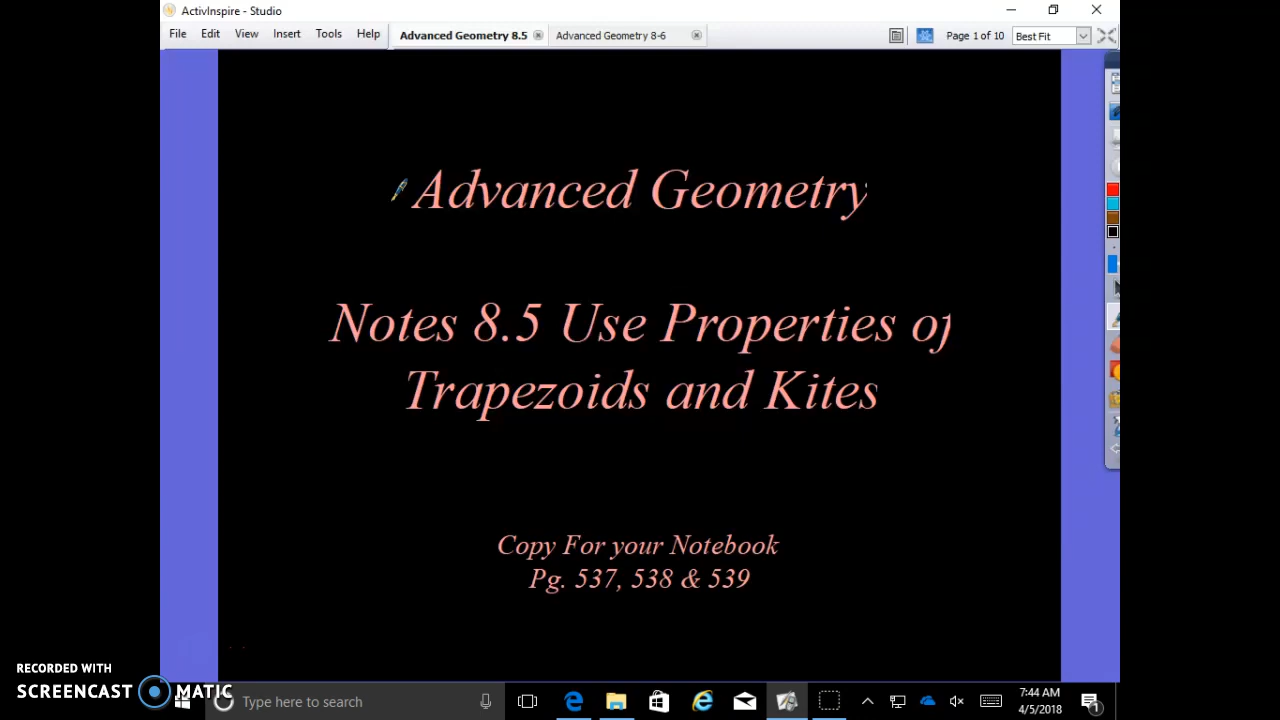 ActivInspire - Studio
File Edit View Insert Tools Help Advanced Geometry 8.5 Advanced Geometry 8-6 Page 1 of 10 Best Fit
Advanced Geometry
Notes 8.5 Use Properties of
Trapezoids and Kites
Copy For your Notebook
Pg. 537, 538 & 539
RECORDED WITH
SCREENCAST MATIC
Type here to search
7:44 AM
4/5/2018
1